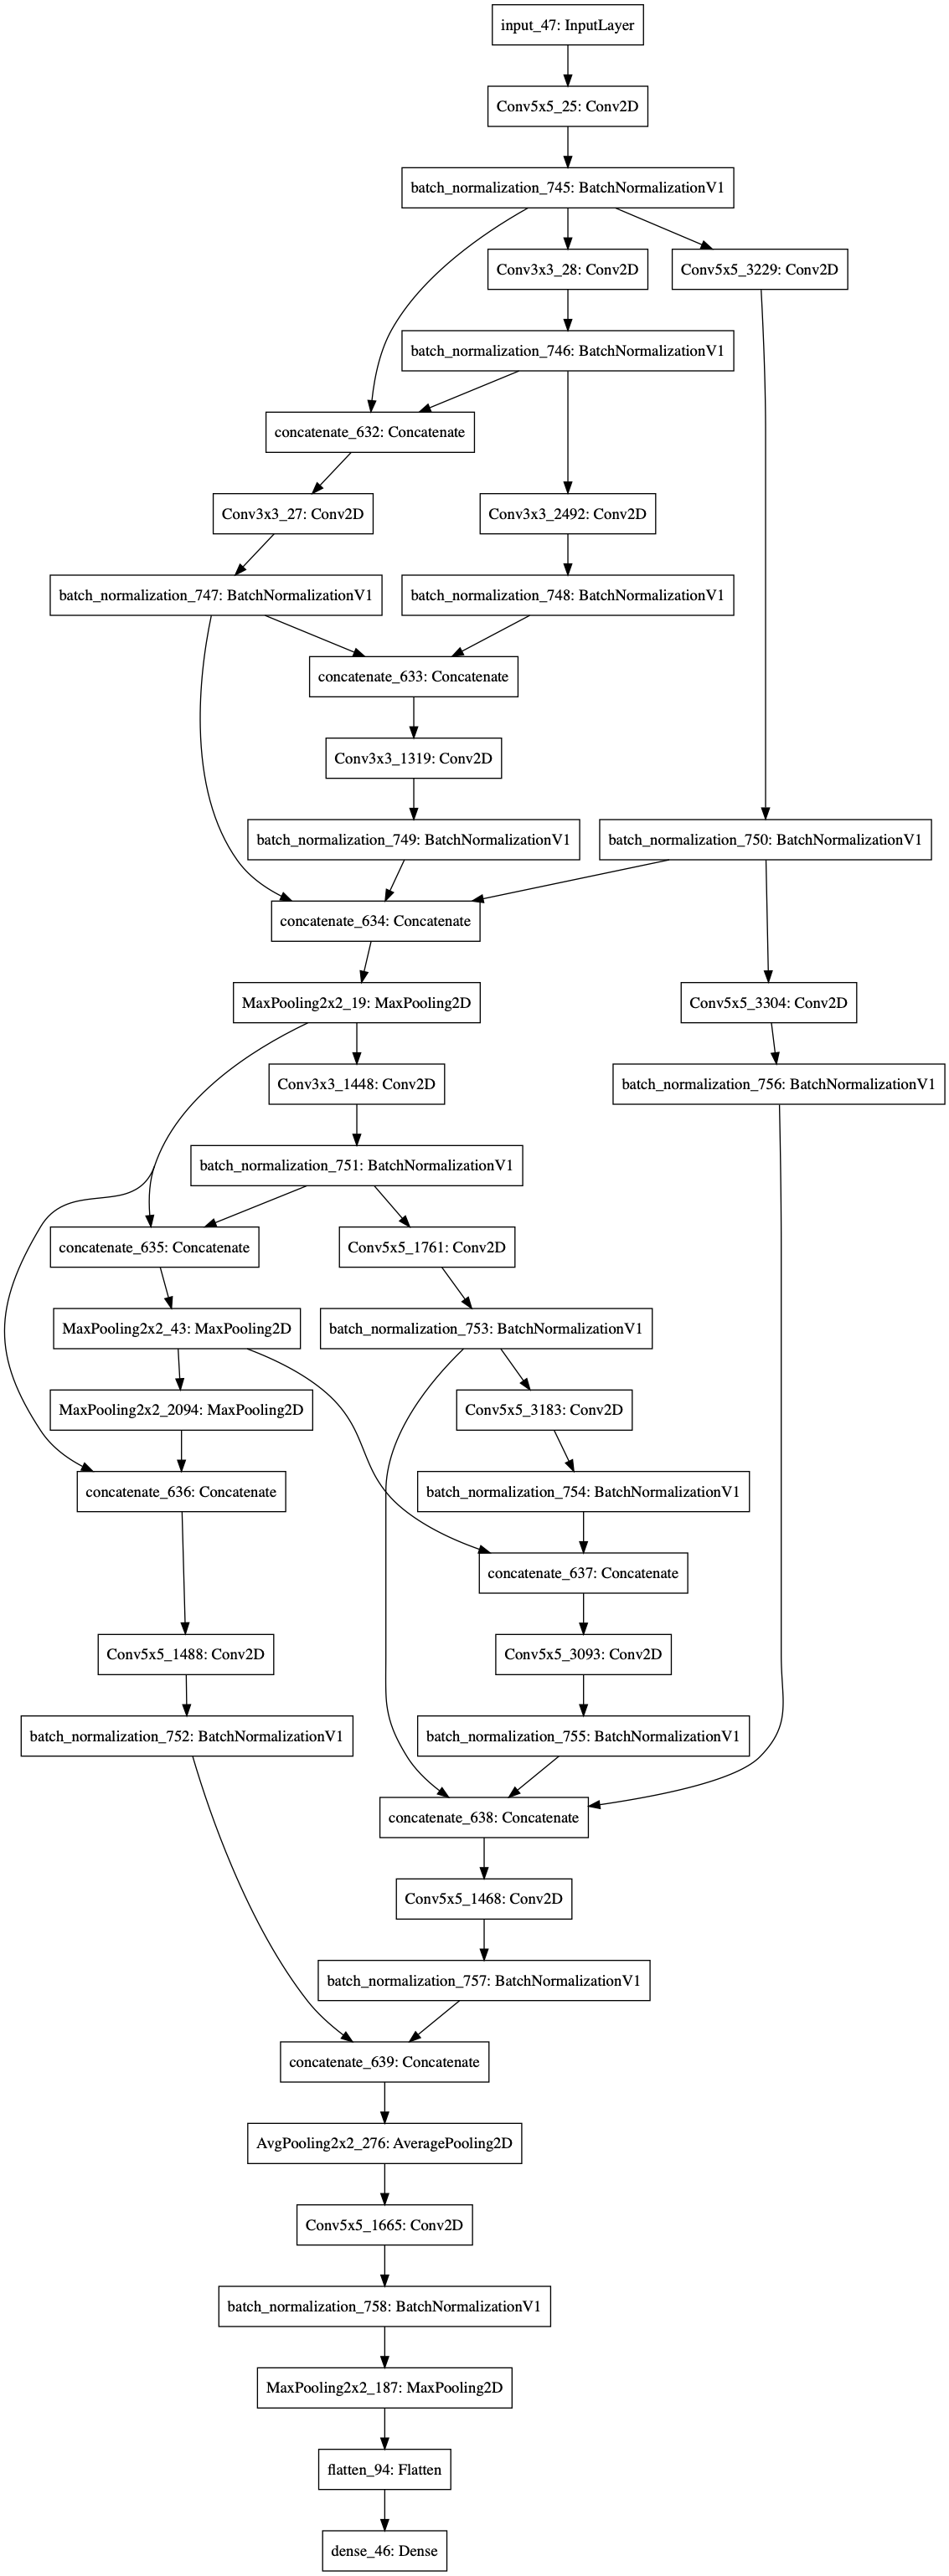 input_47: InputLayer
Conv5x5_25: Conv2D
batch_normalization_745: BatchNormalizationV1
Conv3x3_28: Conv2D
Conv5x5_3229: Conv2D
batch_normalization_746: BatchNormalizationV1
concatenate_632: Concatenate
Conv3x3_27: Conv2D
Conv3x3_2492: Conv2D
batch_normalization_747: BatchNormalizationV1
batch_normalization_748: BatchNormalizationV1
concatenate_633: Concatenate
Conv3x3_1319: Conv2D
batch_normalization_749: BatchNormalizationV1
batch_normalization_750: BatchNormalizationV1
concatenate_634: Concatenate
MaxPooling2x2_19: MaxPooling2D
Conv5x5_3304: Conv2D
Conv3x3_1448: Conv2D
batch_normalization_756: BatchNormalizationV1
batch_normalization_751: BatchNormalizationV1
concatenate_635: Concatenate
Conv5x5_1761: Conv2D
MaxPooling2x2_43: MaxPooling2D
batch_normalization_753: BatchNormalizationV1
MaxPooling2x2_2094: MaxPooling2D
Conv5x5_3183: Conv2D
concatenate_636: Concatenate
batch_normalization_754: BatchNormalizationV1
concatenate_637: Concatenate
Conv5x5_1488: Conv2D
Conv5x5_3093: Conv2D
batch_normalization_752: BatchNormalizationV1
batch_normalization_755: BatchNormalizationV1
concatenate_638: Concatenate
Conv5x5_1468: Conv2D
batch_normalization_757: BatchNormalizationV1
concatenate_639: Concatenate
AvgPooling2x2_276: AveragePooling2D
Conv5x5_1665: Conv2D
batch_normalization_758: BatchNormalizationV1
MaxPooling2x2_187: MaxPooling2D
flatten_94: Flatten
dense_46: Dense